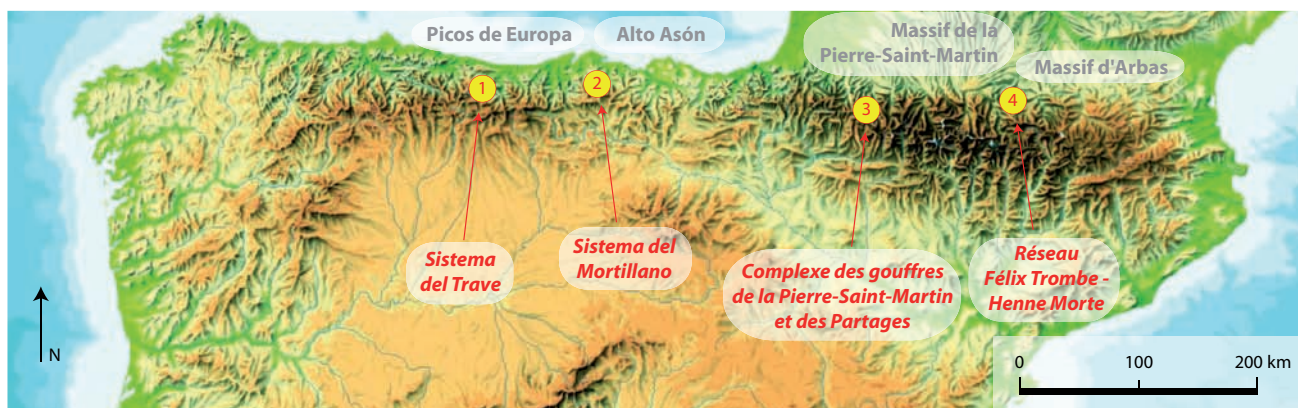 Picos de Europa
Alto Asón
Massif de la
Pierre-Saint-Martin
Massif d'Arbas
1
2
3
4
Sistema
del Trave
Sistema del
Mortillano
Complexe des gouffres
de la Pierre-Saint-Martin
et des Partages
Réseau
Félix Trombe -
Henne Morte
N
0 100 200 km